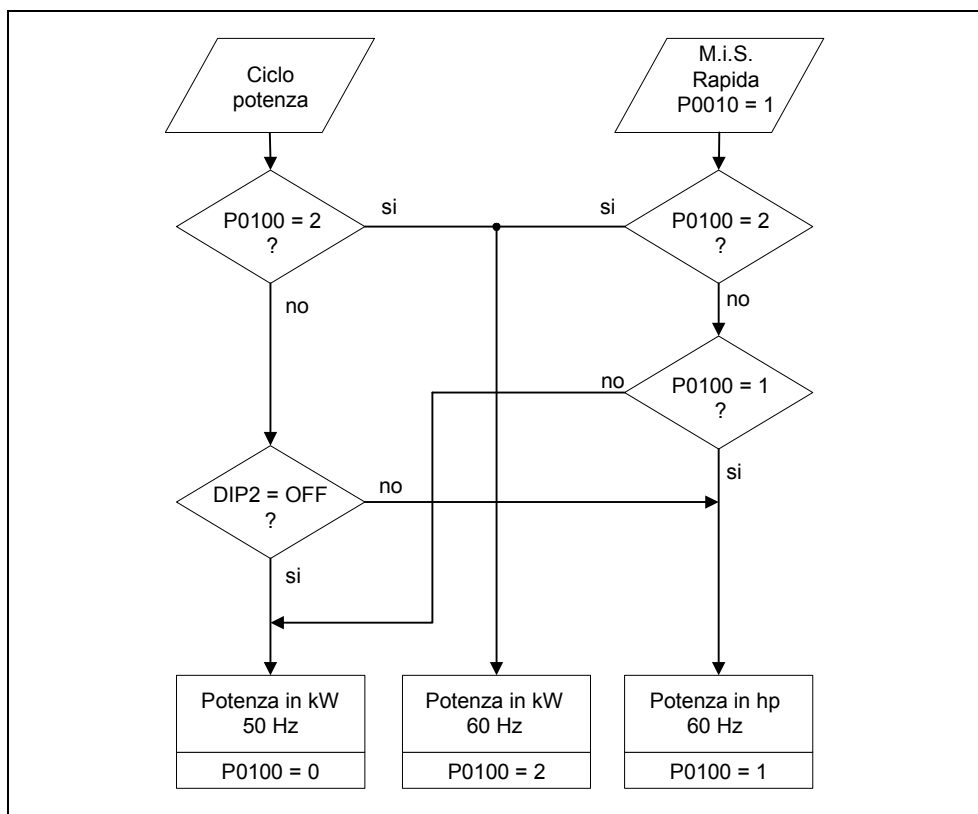 Ciclo
potenza
M.i.S.
Rapida
P0010 = 1
P0100 = 2
?
si
si
P0100 = 2
?
no
no
P0100 = 1
?
no
si
DIP2 = OFF
?
no
si
Potenza in kW
50 Hz
P0100 = 0
Potenza in kW
60 Hz
P0100 = 2
Potenza in hp
60 Hz
P0100 = 1